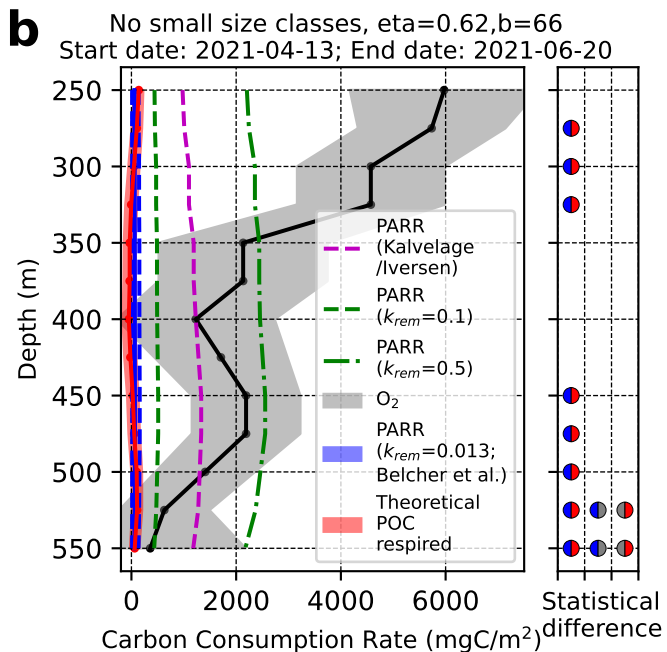 b
No small size classes, eta=0.62,b=66
Start date: 2021-04-13; End date: 2021-06-20
250
300
350
400
450
500
550
Depth (m)
PARR
(Kalvelage
/Iversen)
PARR
(k_rem=0.1)
PARR
(k_rem=0.5)
O₂
PARR
(k_rem=0.013;
Belcher et al.)
Theoretical
POC
respired
0 2000 4000 6000
Carbon Consumption Rate (mgC/m²)
Statistical
difference